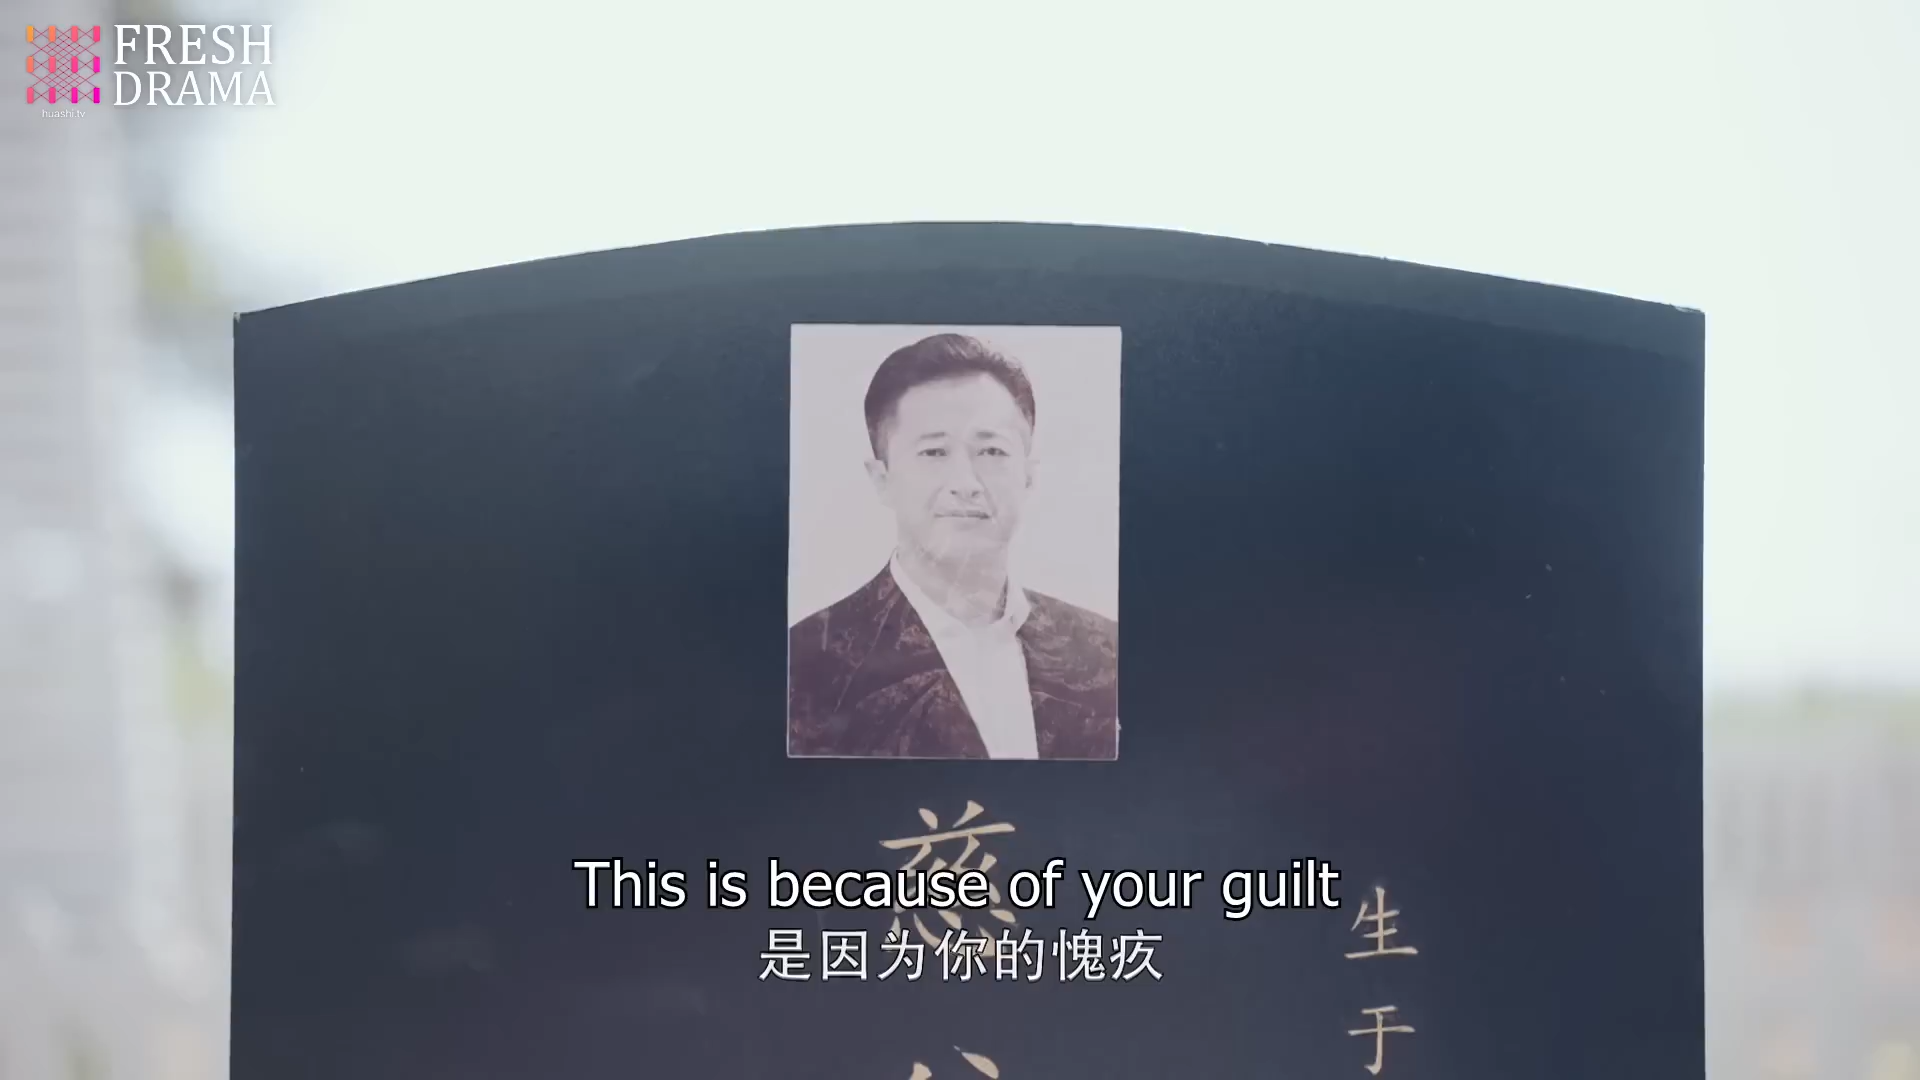 FRESH
DRAMA
huashi.tv
慈
生于
This is because of your guilt
是因为你的愧疚